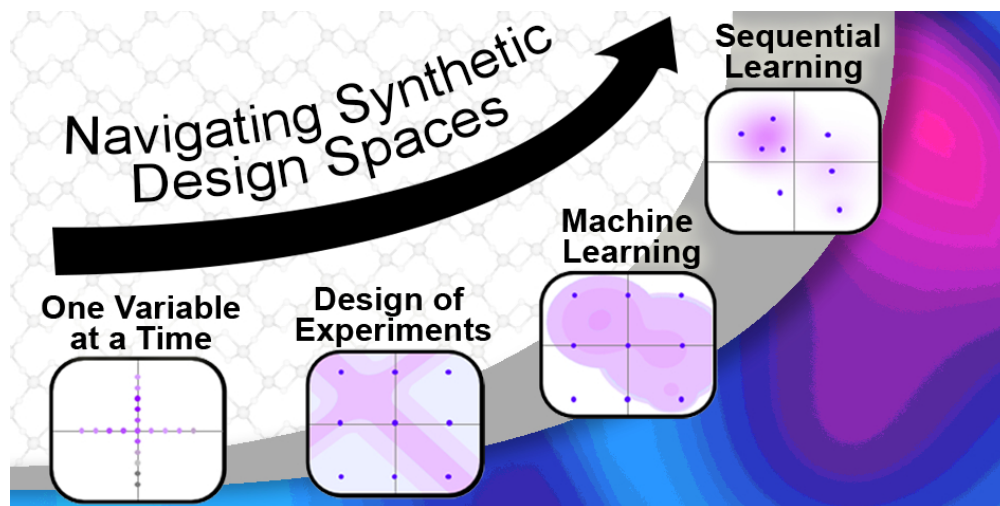 Navigating Synthetic
Design Spaces
One Variable
at a Time
Design of
Experiments
Machine
Learning
Sequential
Learning